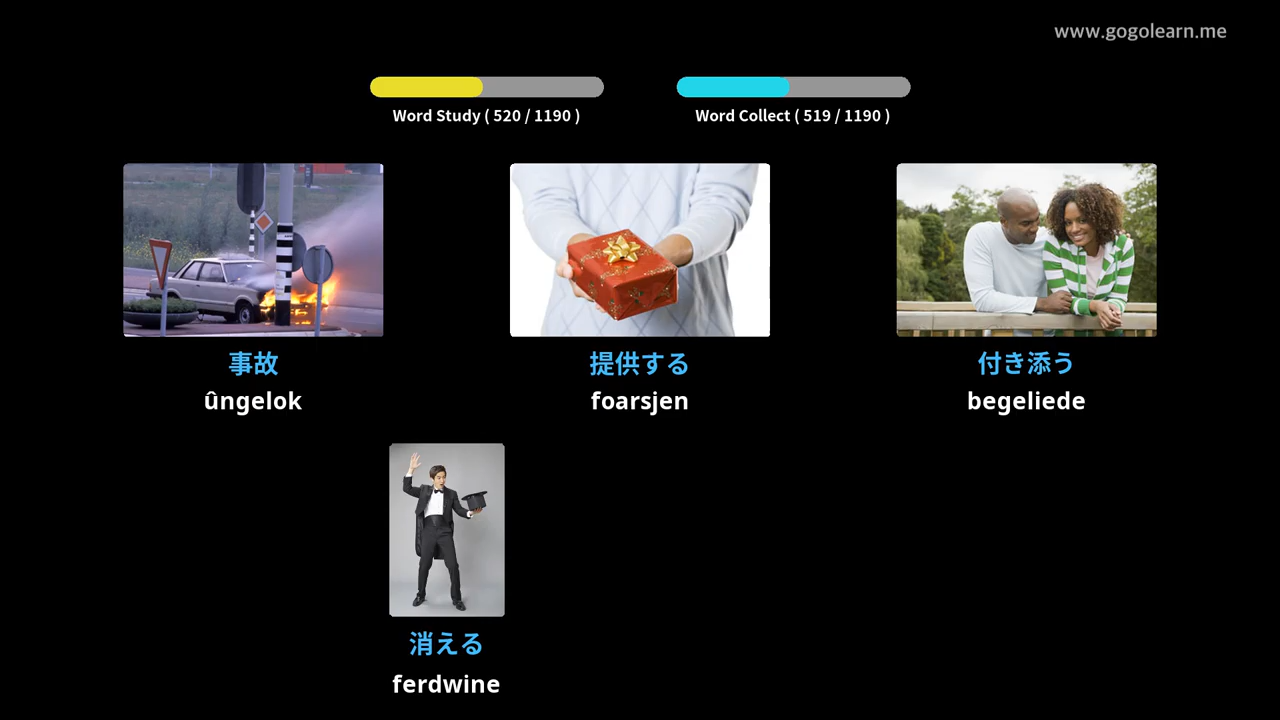 www.gogolearn.me
Word Study ( 520 / 1190 )
Word Collect ( 519 / 1190 )
事故
ûngelok
提供する
foarsjen
付き添う
begeliede
消える
ferdwine